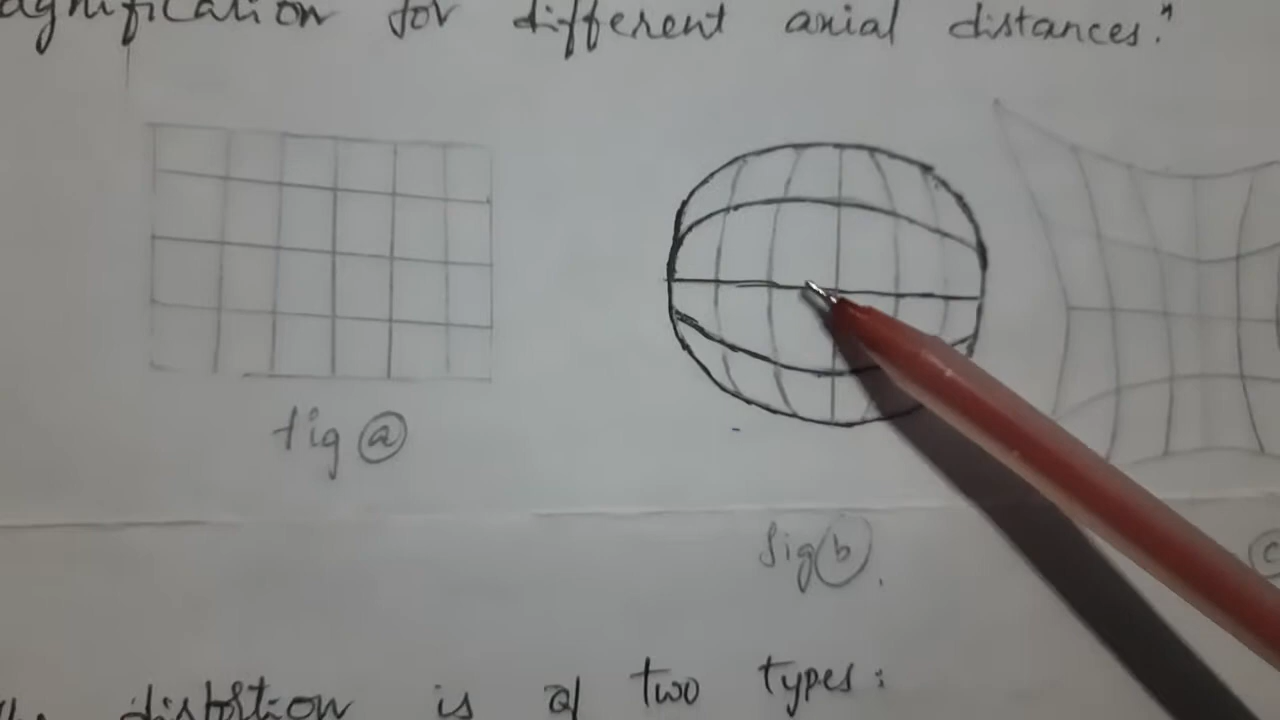 agnification for different axial distances."
fig (a)
fig (b).
(c
distortion is of two types: